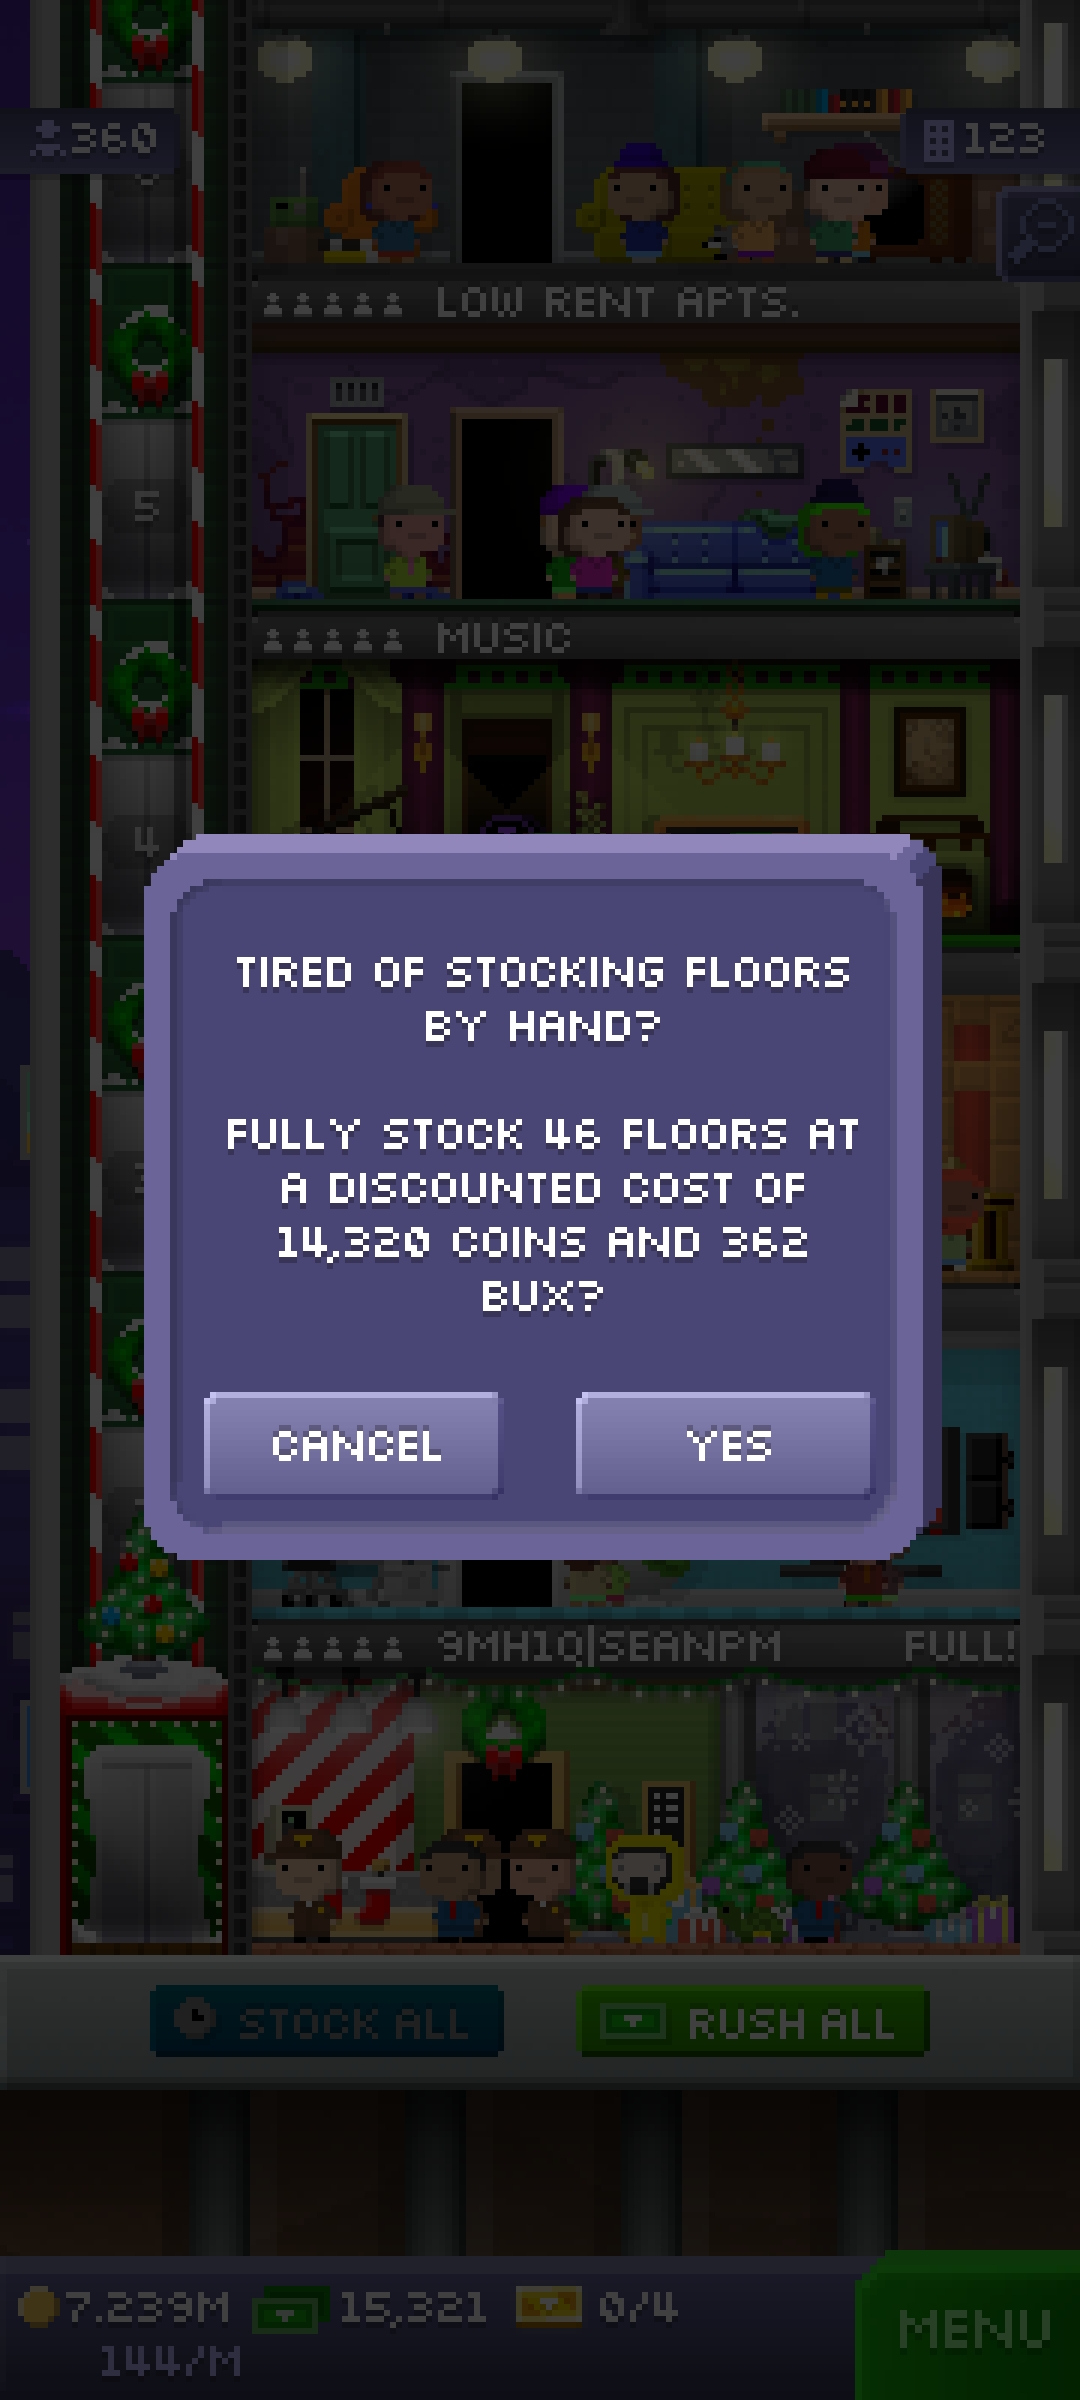 360
123
LOW RENT APTS.
5
MUSIC
4
TIRED OF STOCKING FLOORS
BY HAND?
FULLY STOCK 46 FLOORS AT
A DISCOUNTED COST OF
14,320 COINS AND 362
BUX?
CANCEL
YES
9MH1Q|SEANPM
FULL!
STOCK ALL
RUSH ALL
7.239M
15,321
0/4
144/M
MENU